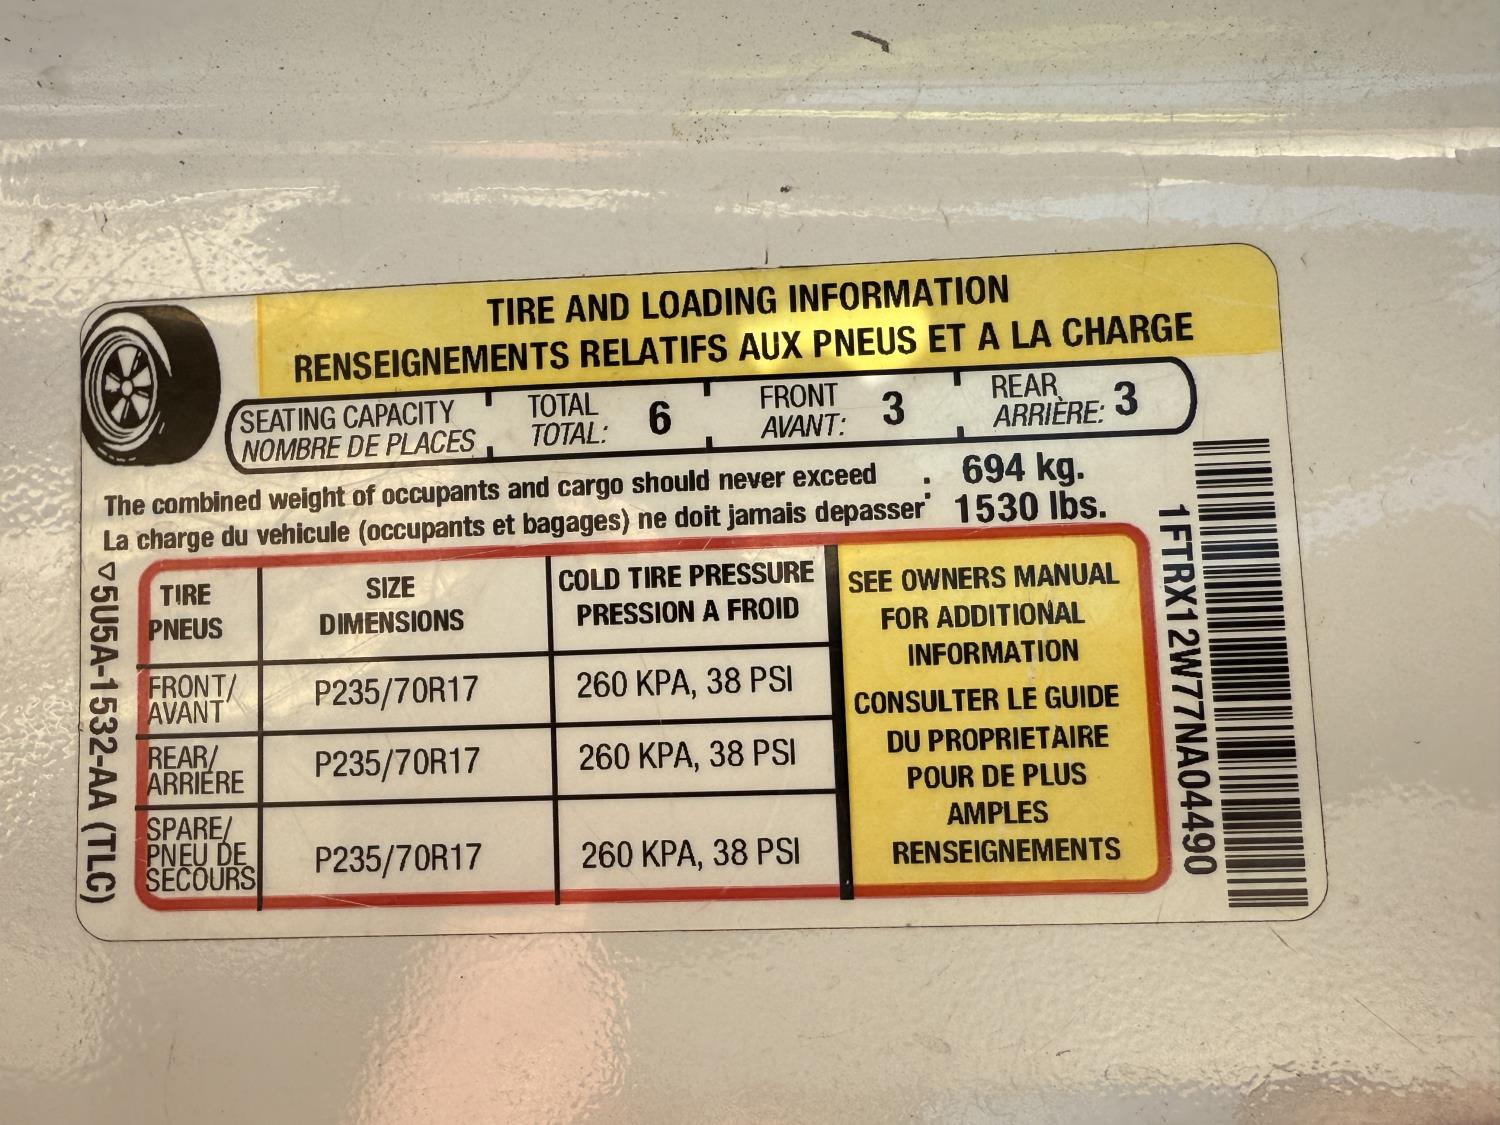 TIRE AND LOADING INFORMATION
RENSEIGNEMENTS RELATIFS AUX PNEUS ET A LA CHARGE
SEATING CAPACITY TOTAL 6 FRONT 3 REAR 3
NOMBRE DE PLACES TOTAL: AVANT: ARRIÈRE:
The combined weight of occupants and cargo should never exceed . 694 kg.
La charge du vehicule (occupants et bagages) ne doit jamais depasser . 1530 lbs.
TIRE SIZE COLD TIRE PRESSURE
PNEUS DIMENSIONS PRESSION A FROID
FRONT/ P235/70R17 260 KPA, 38 PSI
AVANT
REAR/ P235/70R17 260 KPA, 38 PSI
ARRIERE
SPARE/
PNEU DE P235/70R17 260 KPA, 38 PSI
SECOURS
SEE OWNERS MANUAL
FOR ADDITIONAL
INFORMATION
CONSULTER LE GUIDE
DU PROPRIETAIRE
POUR DE PLUS
AMPLES
RENSEIGNEMENTS
5U5A-1532-AA (TLC)
1FTRX12W77NA04490